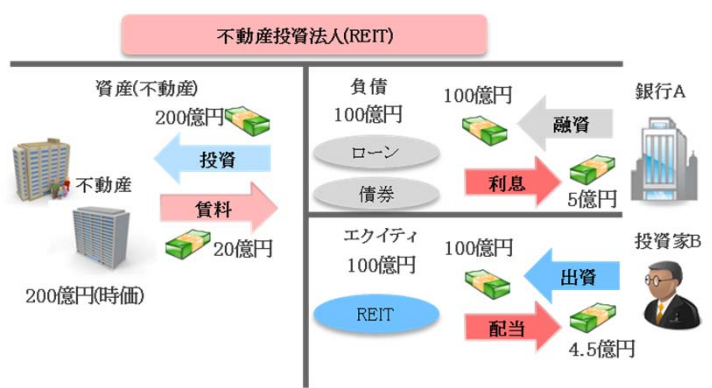 不動産投資法人(REIT)
資産(不動産)
200億円
投資
不動産
賃料
20億円
200億円(時価)
負債
100億円
ローン
債券
100億円
融資
銀行A
利息
5億円
エクイティ
100億円
REIT
100億円
出資
投資家B
配当
4.5億円